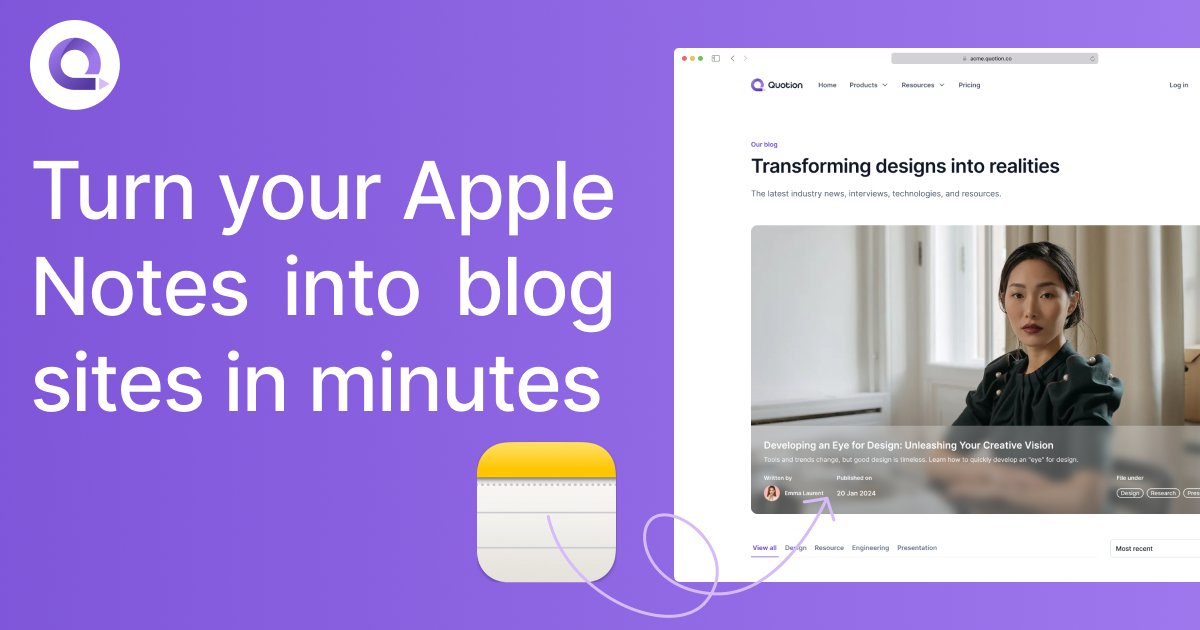 Turn your Apple
Notes into blog
sites in minutes
acme.quotion.co
Quotion Home Products Resources Pricing Log in
Our blog
Transforming designs into realities
The latest industry news, interviews, technologies, and resources.
Developing an Eye for Design: Unleashing Your Creative Vision
Tools and trends change, but good design is timeless. Learn how to quickly develop an "eye" for design.
Written by Published on File under
Emma Laurent 20 Jan 2024 Design Research Pres
View all Design Resource Engineering Presentation Most recent